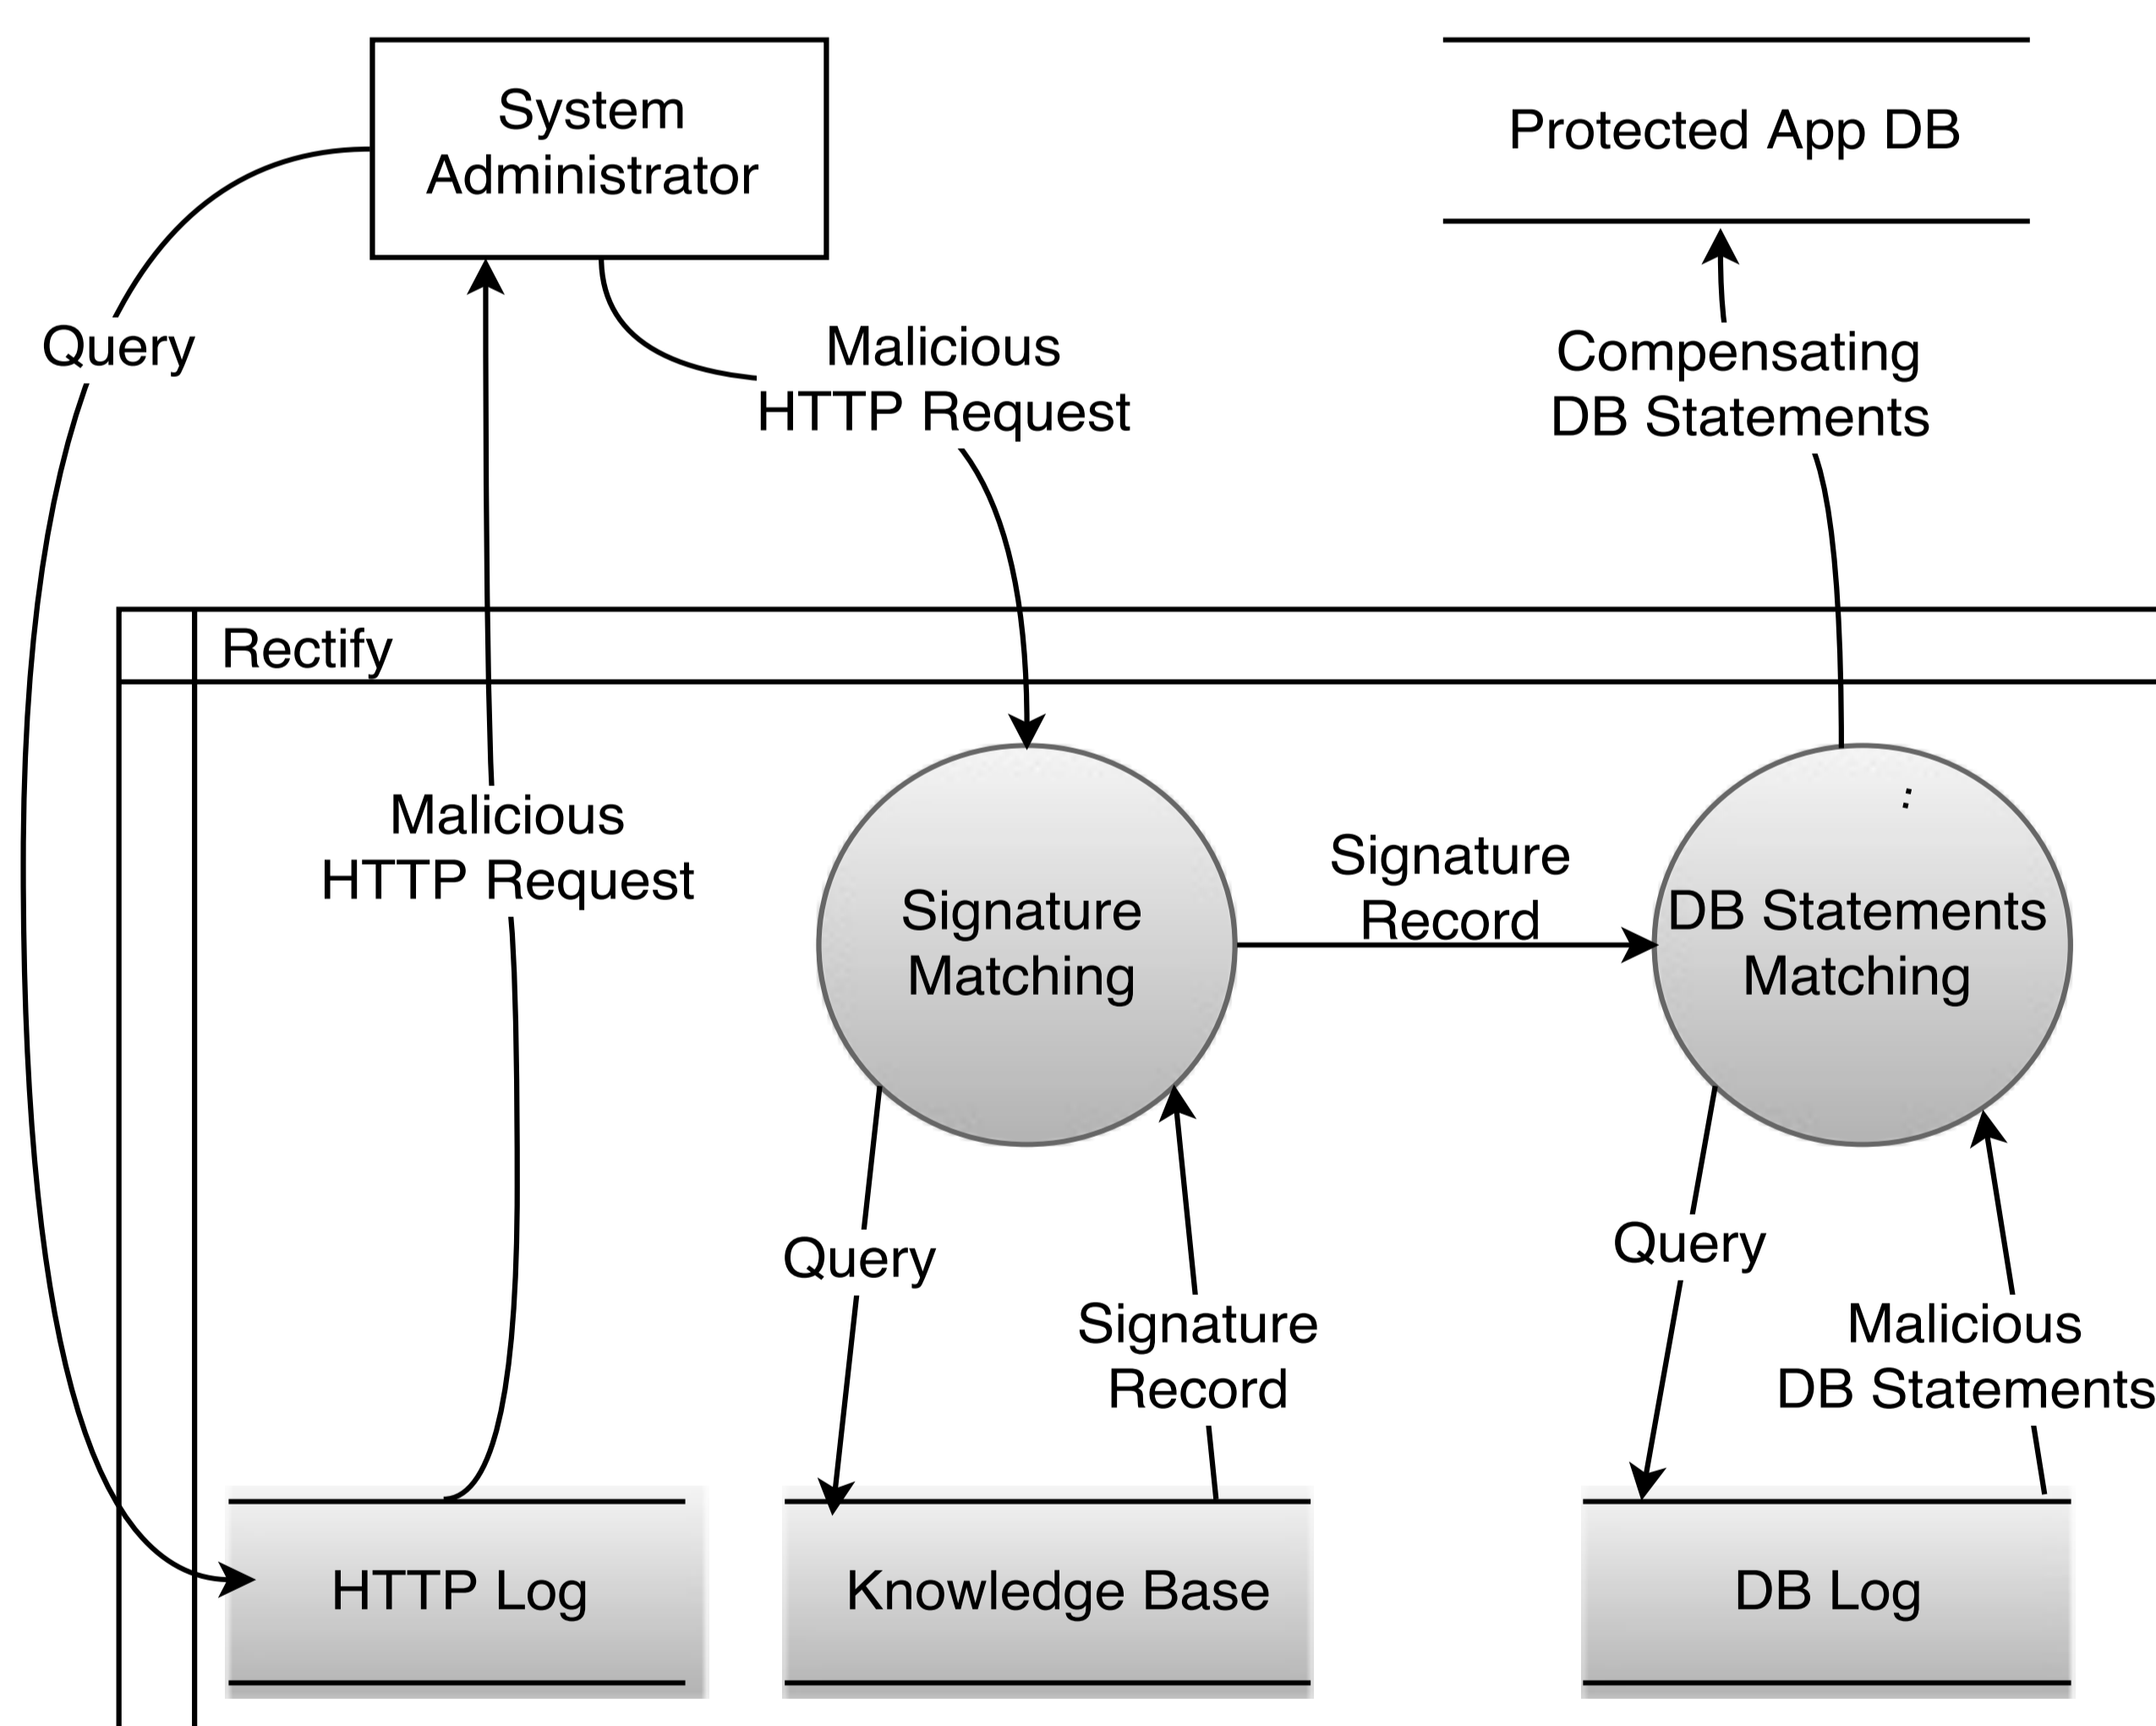 System
Administrator
Protected App DB
Query
Malicious
HTTP Request
Compensating
DB Statements
Rectify
Malicious
HTTP Request
Signature
Matching
Signature
Record
:
DB Statements
Matching
Query
Signature
Record
Query
Malicious
DB Statements
HTTP Log
Knowledge Base
DB Log